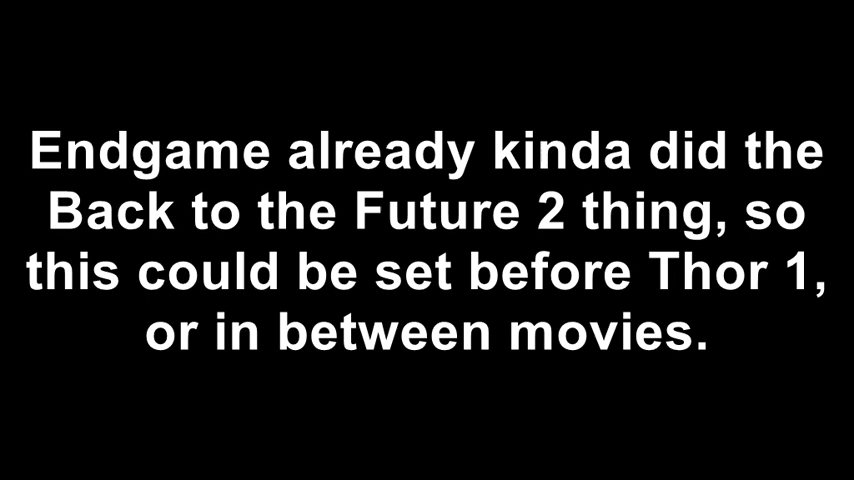 Endgame already kinda did the
Back to the Future 2 thing, so
this could be set before Thor 1,
or in between movies.